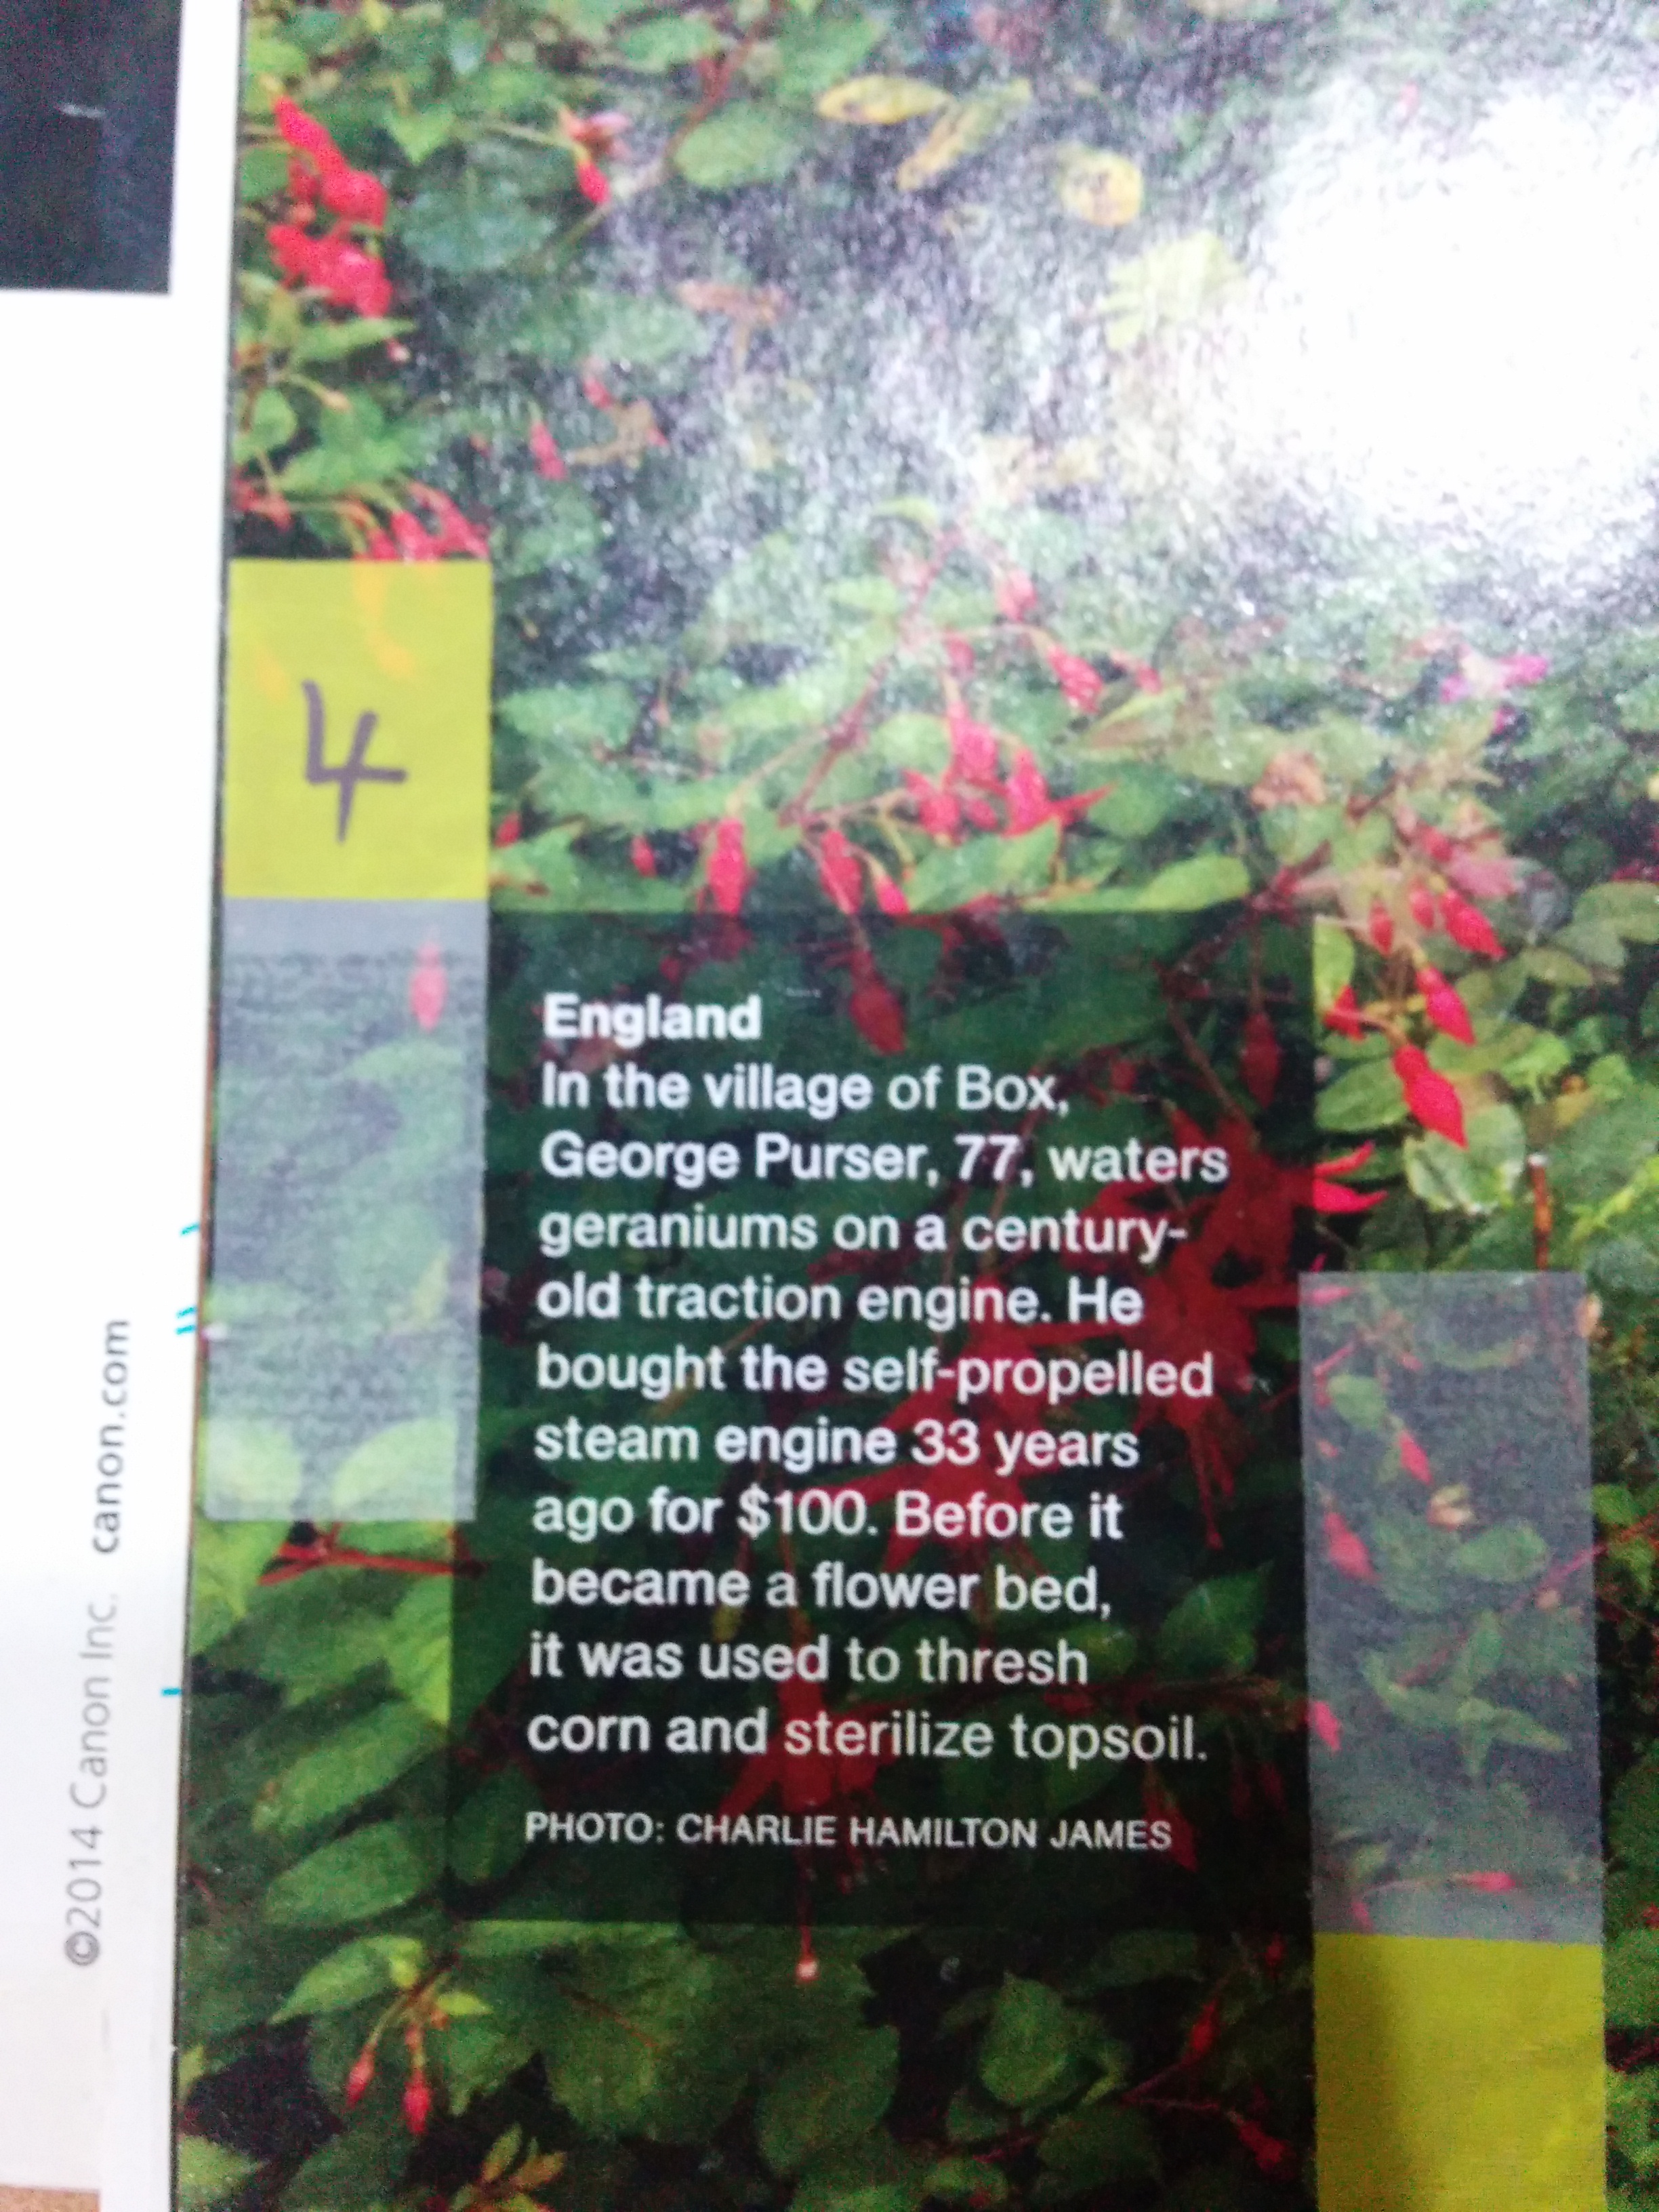 4
England
In the village of Box,
George Purser, 77, waters
geraniums on a century-
old traction engine. He
bought the self-propelled
steam engine 33 years
ago for $100. Before it
became a flower bed,
it was used to thresh
corn and sterilize topsoil.
PHOTO: CHARLIE HAMILTON JAMES
©2014 Canon Inc. canon.com